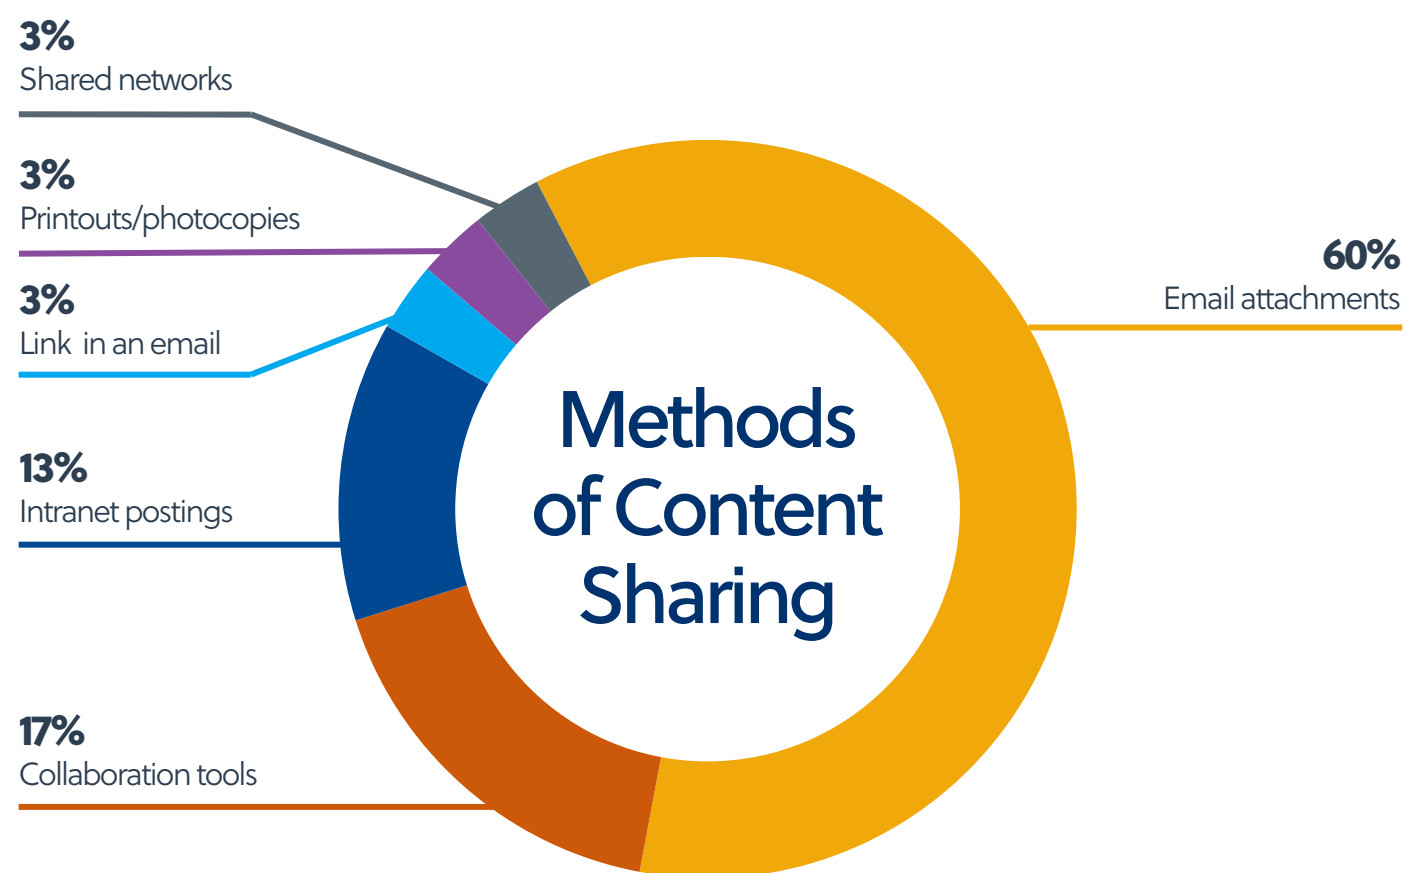 3%
Shared networks
3%
Printouts/photocopies
3%
Link in an email
13%
Intranet postings
17%
Collaboration tools
Methods
of Content
Sharing
60%
Email attachments